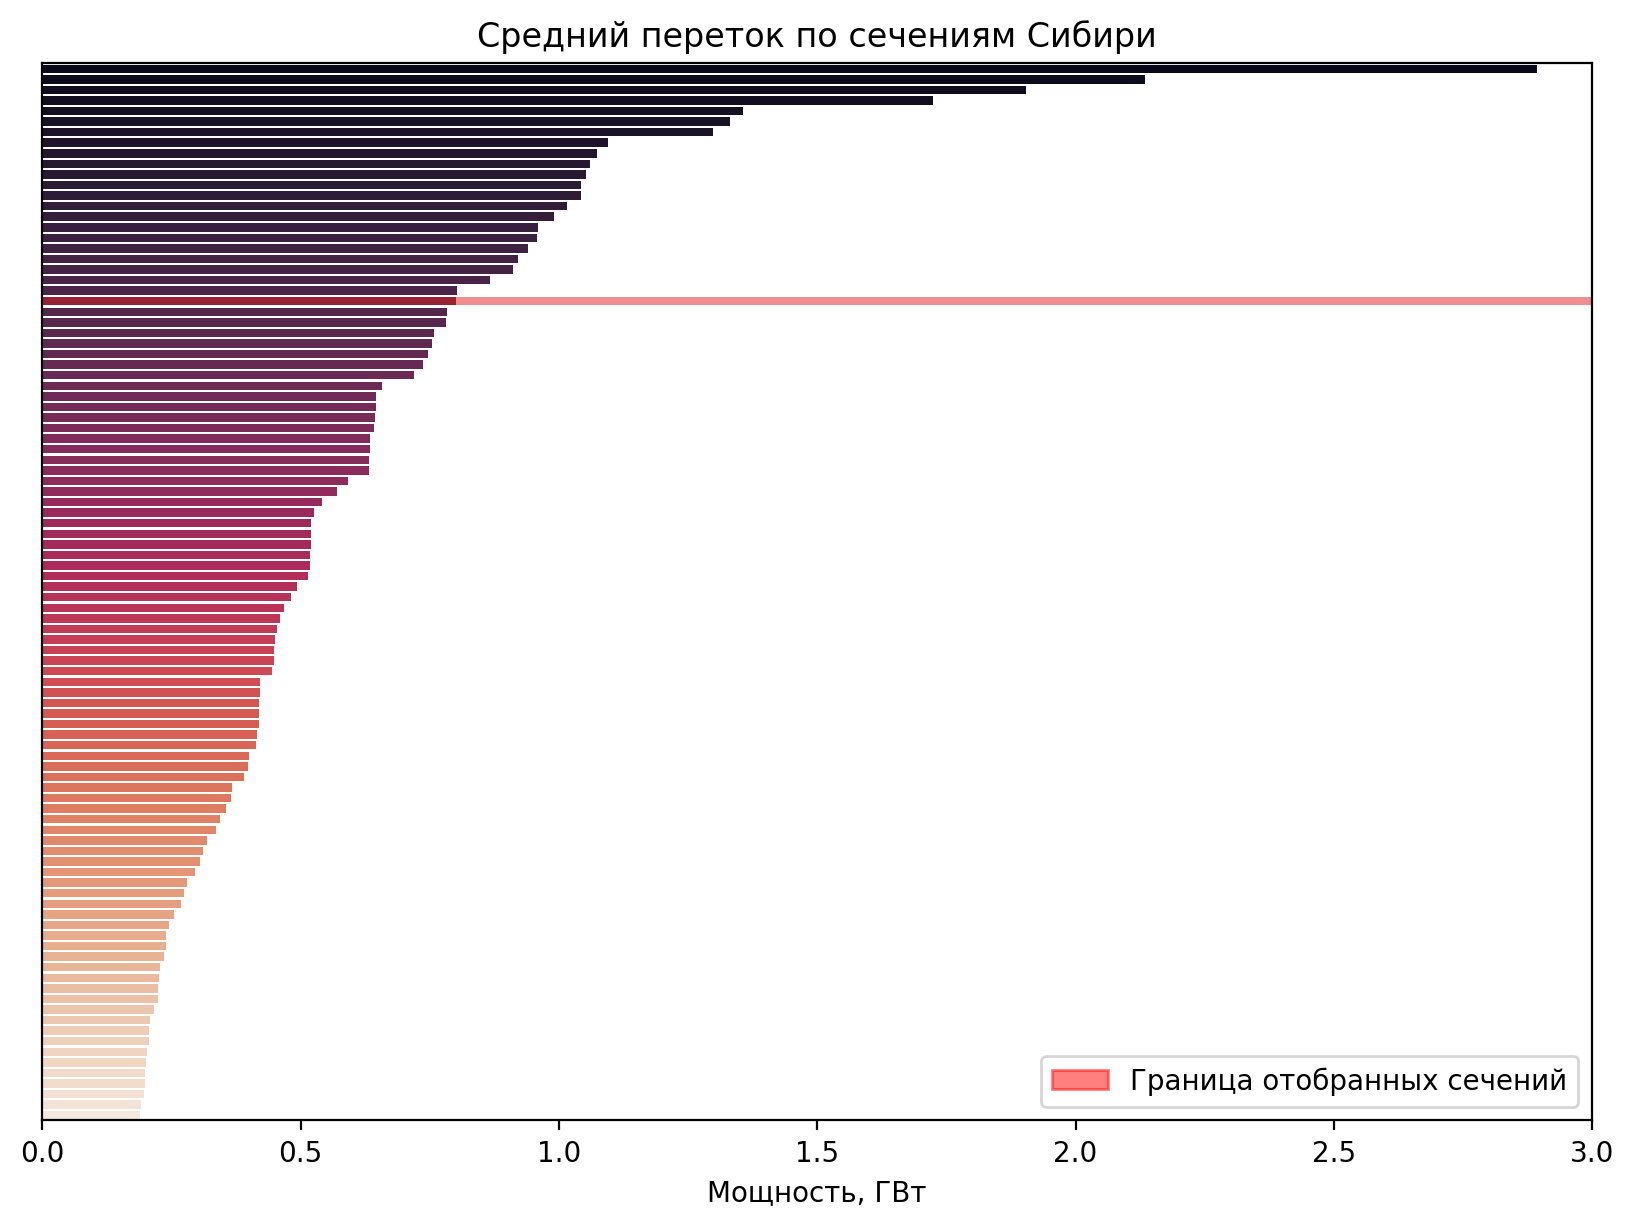 Средний переток по сечениям Сибири
Граница отобранных сечений
0.0 0.5 1.0 1.5 2.0 2.5 3.0
Мощность, ГВт